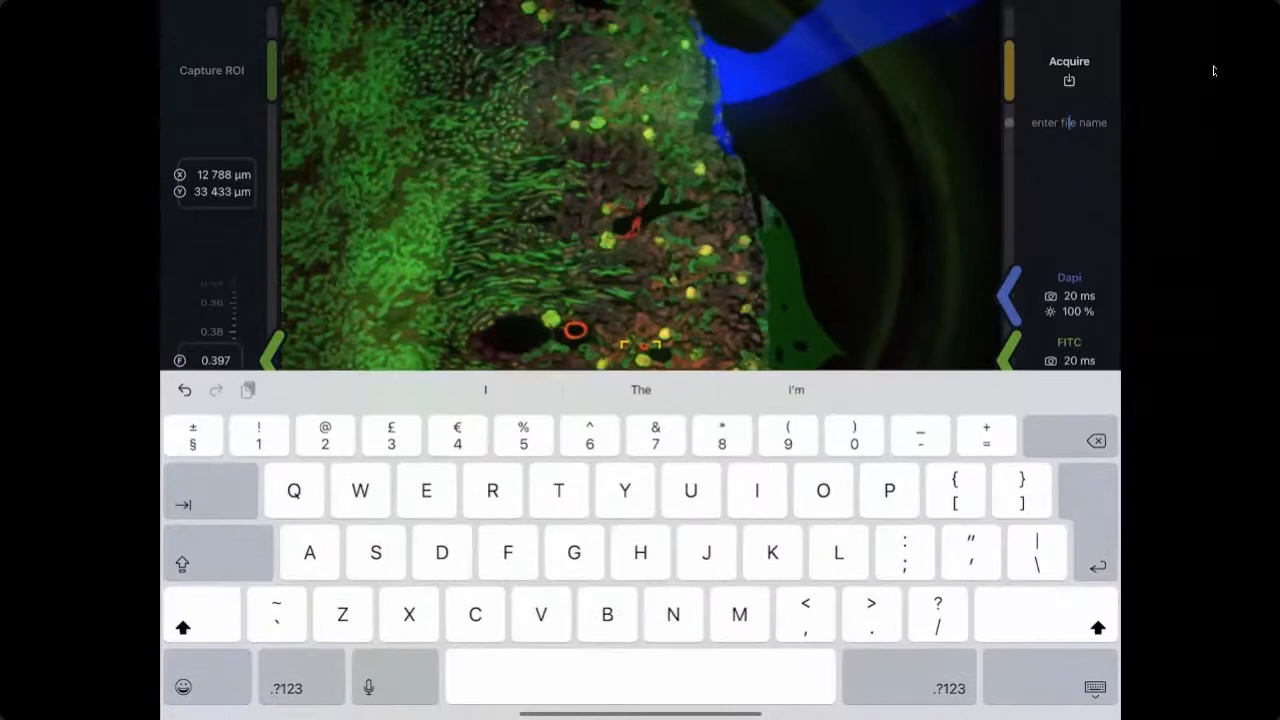 Capture ROI
Acquire
enter file name
X 12 788 µm
Y 33 433 µm
Dapi
20 ms
100 %
0.36
0.38
FITC
F 0.397
20 ms
I The I'm
± ! @ £ € % ^ & * ( ) _ +
§ 1 2 3 4 5 6 7 8 9 0 - =
Q W E R T Y U I O P { }
[ ]
A S D F G H J K L : " |
; ' \
~ Z X C V B N M < > ?
` , . /
.?123 .?123